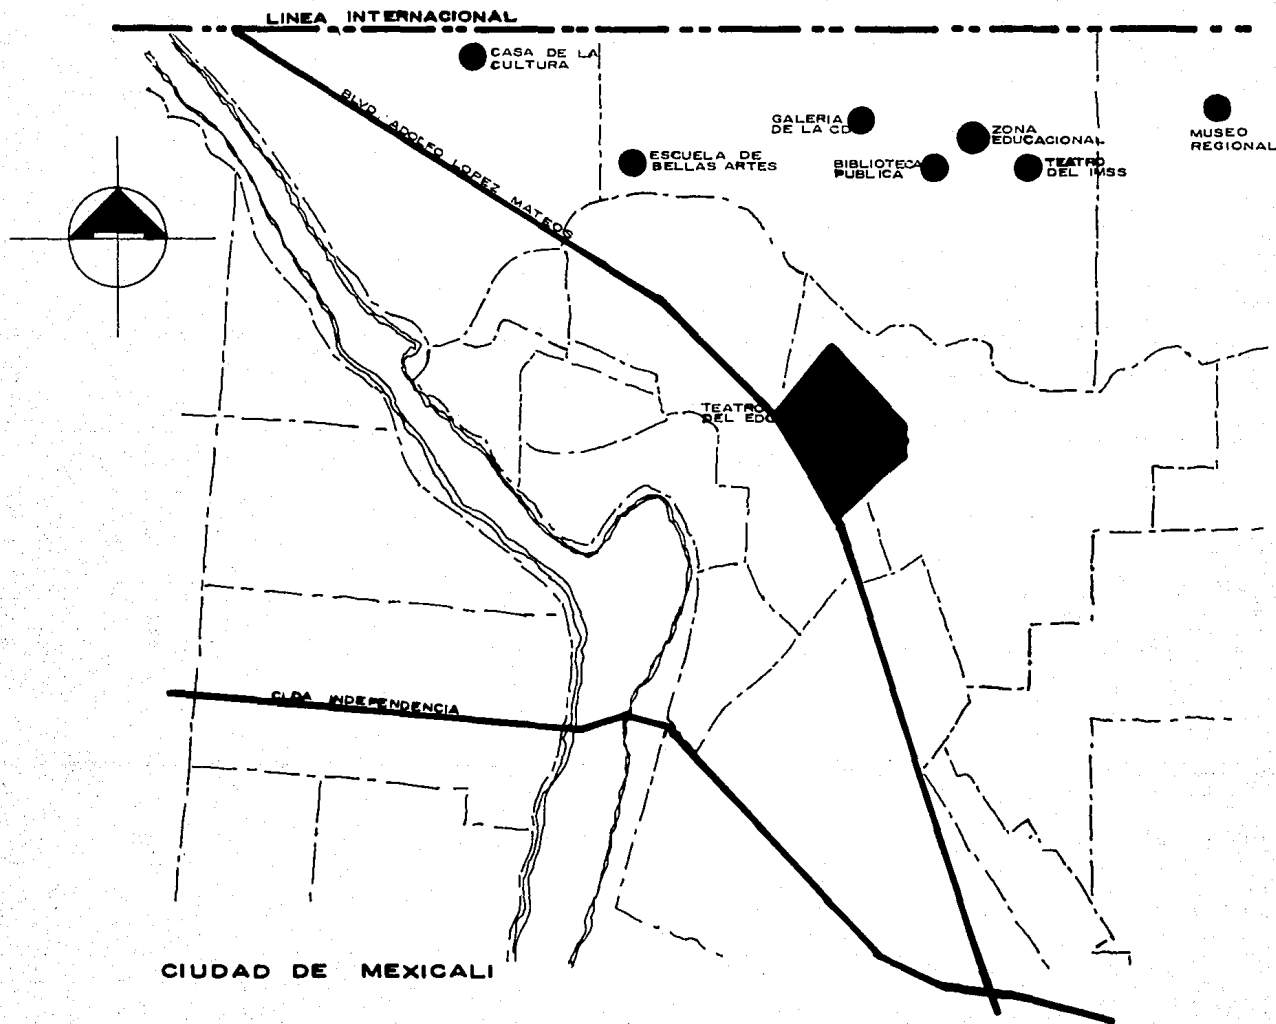 LINEA INTERNACIONAL
CASA DE LA
CULTURA
BLVD. ADOLFO LOPEZ MATEOS
GALERIA
DE LA CD
ZONA
EDUCACIONAL
MUSEO
REGIONAL
ESCUELA DE
BELLAS ARTES
BIBLIOTECA
PUBLICA
TEATRO
DEL IMSS
TEATRO
DEL EDO
CLDA INDEPENDENCIA
CIUDAD DE MEXICALI